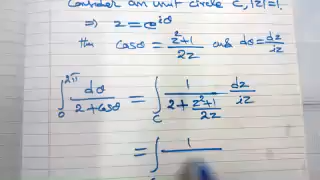 Consider an unit circle C, |z|=1.
⇒ z = e^{iθ}
then cosθ = (z²+1)/(2z) and dθ = dz/(iz)
∫_0^{2π} dθ/(2+cosθ) = ∫_C 1/(2 + (z²+1)/(2z)) dz/(iz)
= ∫ 1/